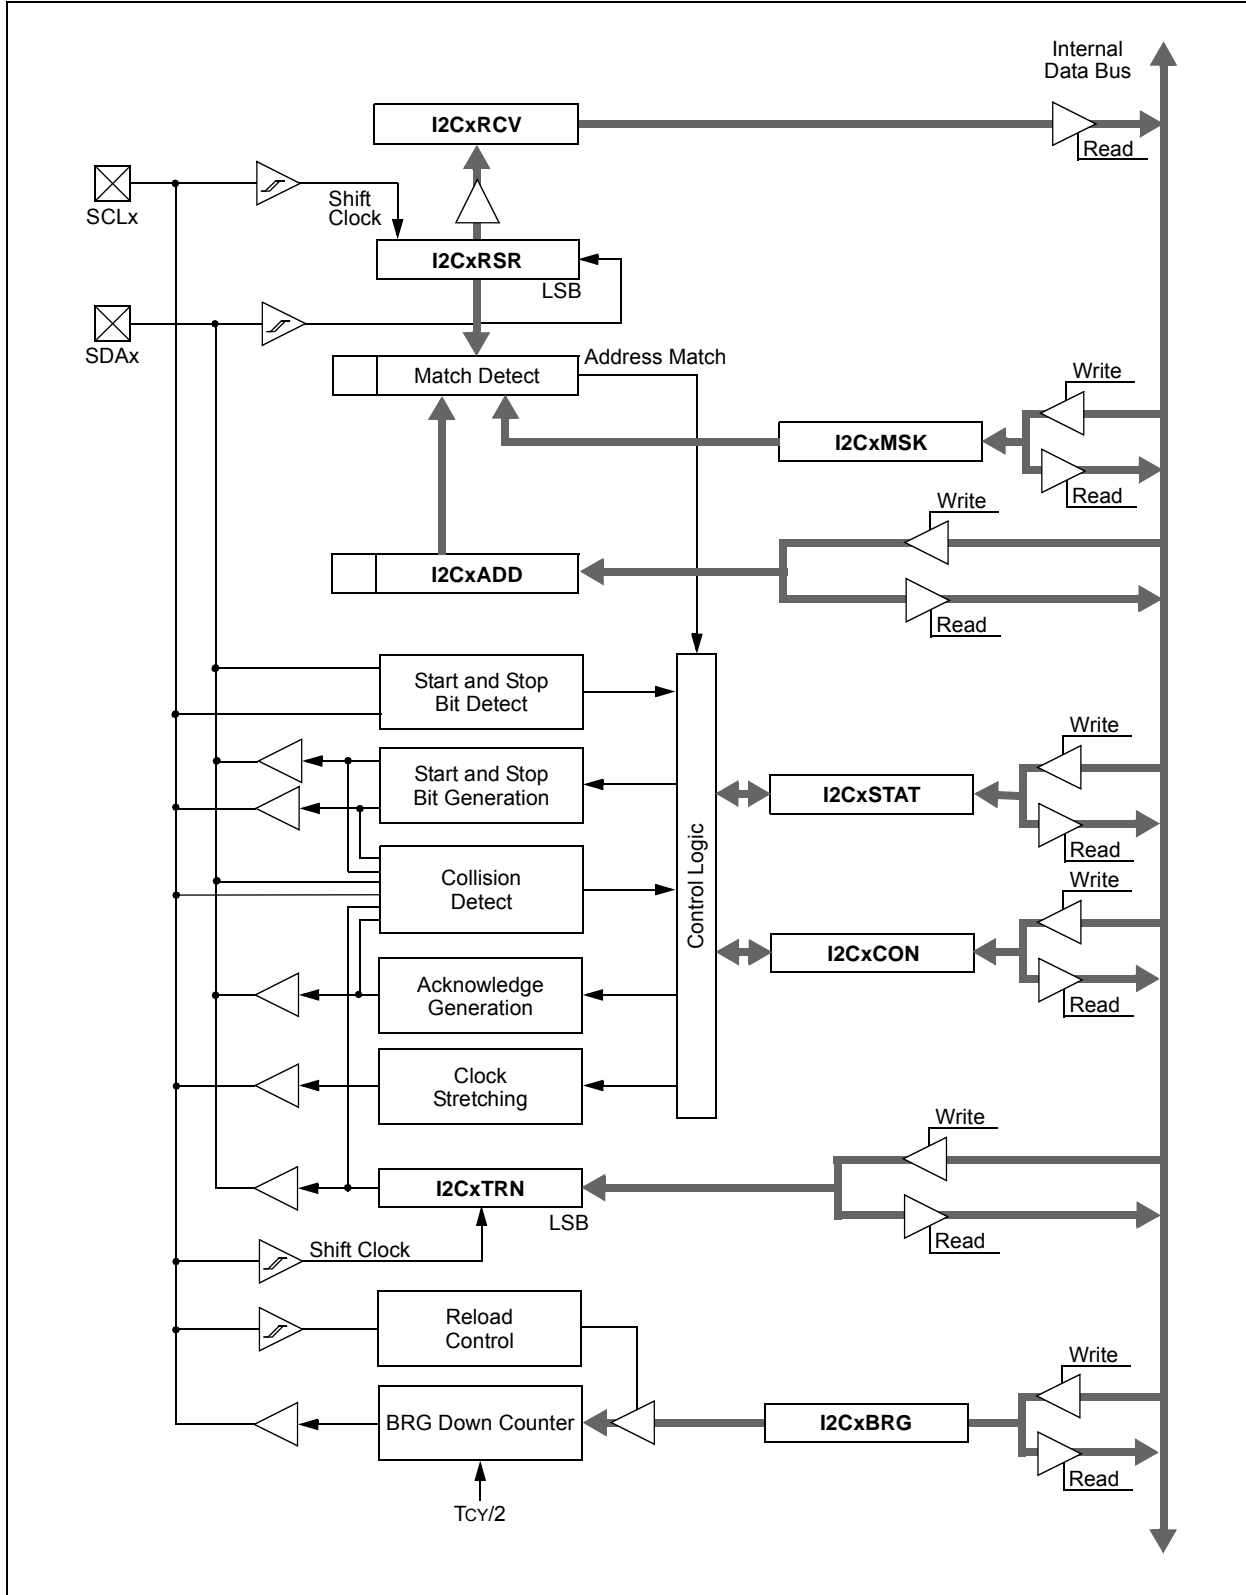 Internal
Data Bus
I2CxRCV
Read
SCLx
Shift
Clock
I2CxRSR
LSB
SDAx
Address Match
Match Detect
Write
I2CxMSK
Read
Write
I2CxADD
Read
Start and Stop
Bit Detect
Write
Start and Stop
Bit Generation
I2CxSTAT
Read
Control Logic
Collision
Detect
Write
I2CxCON
Read
Acknowledge
Generation
Clock
Stretching
Write
I2CxTRN
LSB
Read
Shift Clock
Reload
Control
Write
BRG Down Counter
I2CxBRG
Read
TCY/2